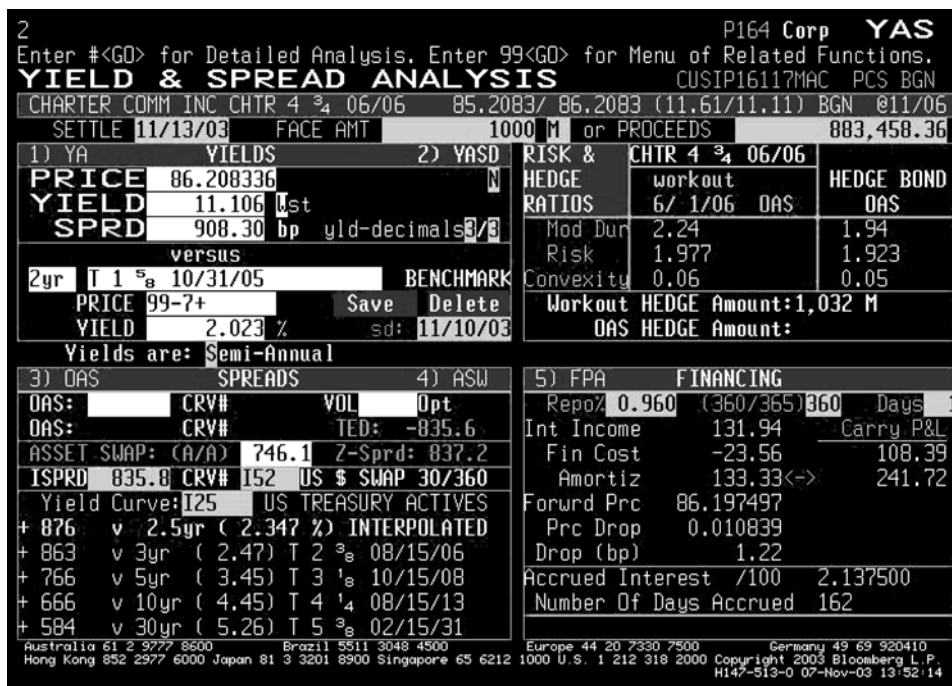 2 P164 Corp YAS
Enter #<GO> for Detailed Analysis. Enter 99<GO> for Menu of Related Functions.
YIELD & SPREAD ANALYSIS CUSIP16117MAC PCS BGN
CHARTER COMM INC CHTR 4 ¾ 06/06 85.2083/ 86.2083 (11.61/11.11) BGN @11/06
SETTLE 11/13/03 FACE AMT 1000 M or PROCEEDS 883,458.36
1) YA YIELDS 2) YASD
PRICE 86.208336 N
YIELD 11.106 Wst
SPRD 908.30 bp yld-decimals3/3
versus
2yr T 1 ⅝ 10/31/05 BENCHMARK
PRICE 99-7+ Save Delete
YIELD 2.023 % sd: 11/10/03
Yields are: Semi-Annual
RISK & CHTR 4 ¾ 06/06
HEDGE workout HEDGE BOND
RATIOS 6/ 1/06 OAS OAS
Mod Dur 2.24 1.94
Risk 1.977 1.923
Convexity 0.06 0.05
Workout HEDGE Amount:1,032 M
OAS HEDGE Amount:
3) OAS SPREADS 4) ASW
OAS: CRV# VOL Opt
OAS: CRV# TED: -835.6
ASSET SWAP: (A/A) 746.1 Z-Sprd: 837.2
ISPRD 835.8 CRV# I52 US $ SWAP 30/360
Yield Curve:I25 US TREASURY ACTIVES
+ 876 v 2.5yr ( 2.347 %) INTERPOLATED
+ 863 v 3yr ( 2.47) T 2 ⅜ 08/15/06
+ 766 v 5yr ( 3.45) T 3 ⅛ 10/15/08
+ 666 v 10yr ( 4.45) T 4 ¼ 08/15/13
+ 584 v 30yr ( 5.26) T 5 ⅜ 02/15/31
5) FPA FINANCING
Repo% 0.960 (360/365)360 Days 1
Int Income 131.94 Carry P&L
Fin Cost -23.56 108.39
Amortiz 133.33<-> 241.72
Forwrd Prc 86.197497
Prc Drop 0.010839
Drop (bp) 1.22
Accrued Interest /100 2.137500
Number Of Days Accrued 162
Australia 61 2 9777 8600 Brazil 5511 3048 4500 Europe 44 20 7330 7500 Germany 49 69 920410
Hong Kong 852 2977 6000 Japan 81 3 3201 8900 Singapore 65 6212 1000 U.S. 1 212 318 2000 Copyright 2003 Bloomberg L.P.
H147-513-0 07-Nov-03 13:52:14